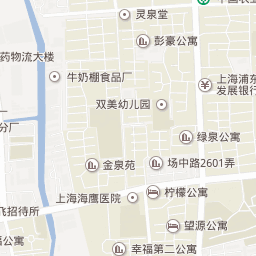 灵泉堂
彭豪公寓
药物流大楼
牛奶棚食品厂
上海浦东
发展银行
双美幼儿园
分厂
绿泉公寓
金泉苑
场中路2601弄
柠檬公寓
上海海鹰医院
招待所
望源公寓
幸福第二公寓